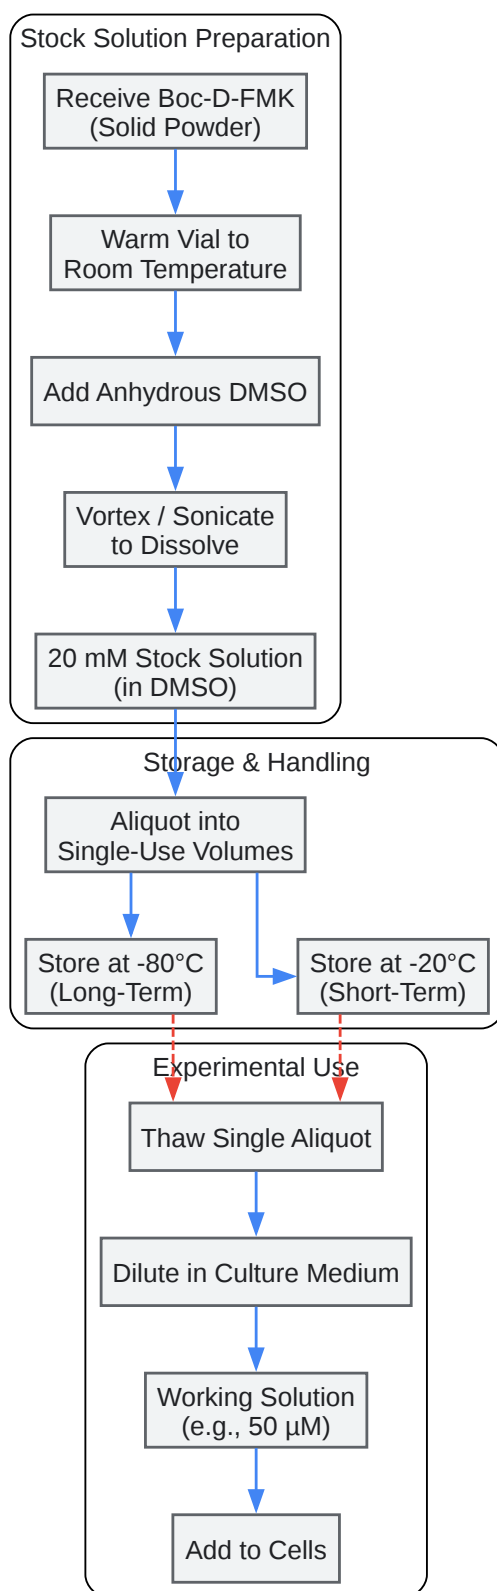 Stock Solution Preparation
Receive Boc-D-FMK
(Solid Powder)
Warm Vial to
Room Temperature
Add Anhydrous DMSO
Vortex / Sonicate
to Dissolve
20 mM Stock Solution
(in DMSO)
Storage & Handling
Aliquot into
Single-Use Volumes
Store at -80°C
(Long-Term)
Store at -20°C
(Short-Term)
Experimental Use
Thaw Single Aliquot
Dilute in Culture Medium
Working Solution
(e.g., 50 µM)
Add to Cells